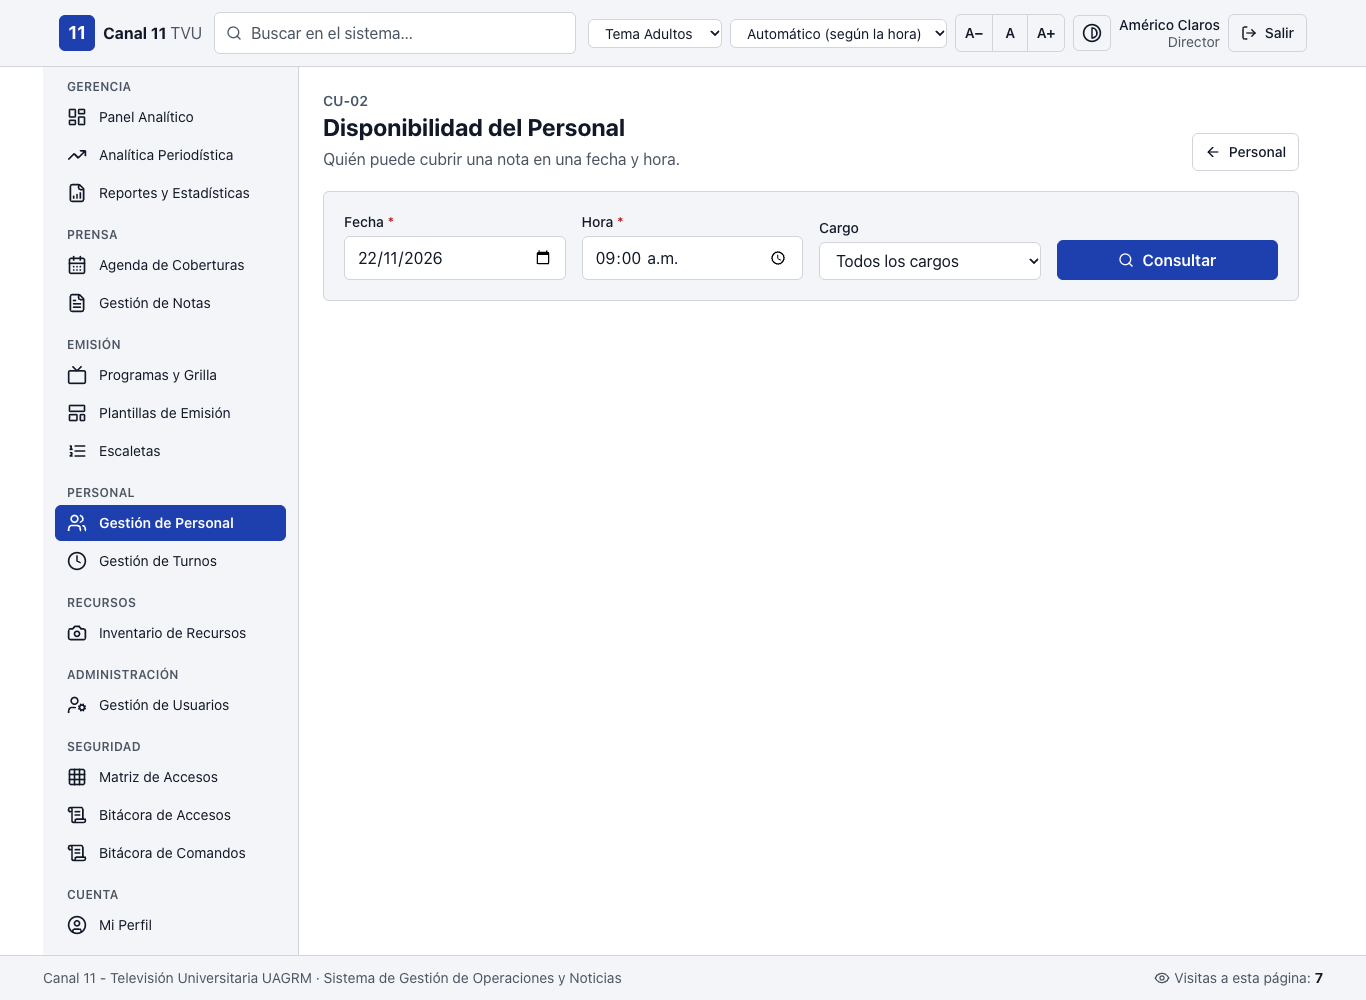 11 Canal 11 TVU
Buscar en el sistema...
Tema Adultos
Automático (según la hora)
A−
A
A+
Américo Claros
Director
Salir
GERENCIA
Panel Analítico
Analítica Periodística
Reportes y Estadísticas
PRENSA
Agenda de Coberturas
Gestión de Notas
EMISIÓN
Programas y Grilla
Plantillas de Emisión
Escaletas
PERSONAL
Gestión de Personal
Gestión de Turnos
RECURSOS
Inventario de Recursos
ADMINISTRACIÓN
Gestión de Usuarios
SEGURIDAD
Matriz de Accesos
Bitácora de Accesos
Bitácora de Comandos
CUENTA
Mi Perfil
CU-02
Disponibilidad del Personal
Quién puede cubrir una nota en una fecha y hora.
Personal
Fecha *
22/11/2026
Hora *
09:00 a.m.
Cargo
Todos los cargos
Consultar
Canal 11 - Televisión Universitaria UAGRM · Sistema de Gestión de Operaciones y Noticias
Visitas a esta página: 7